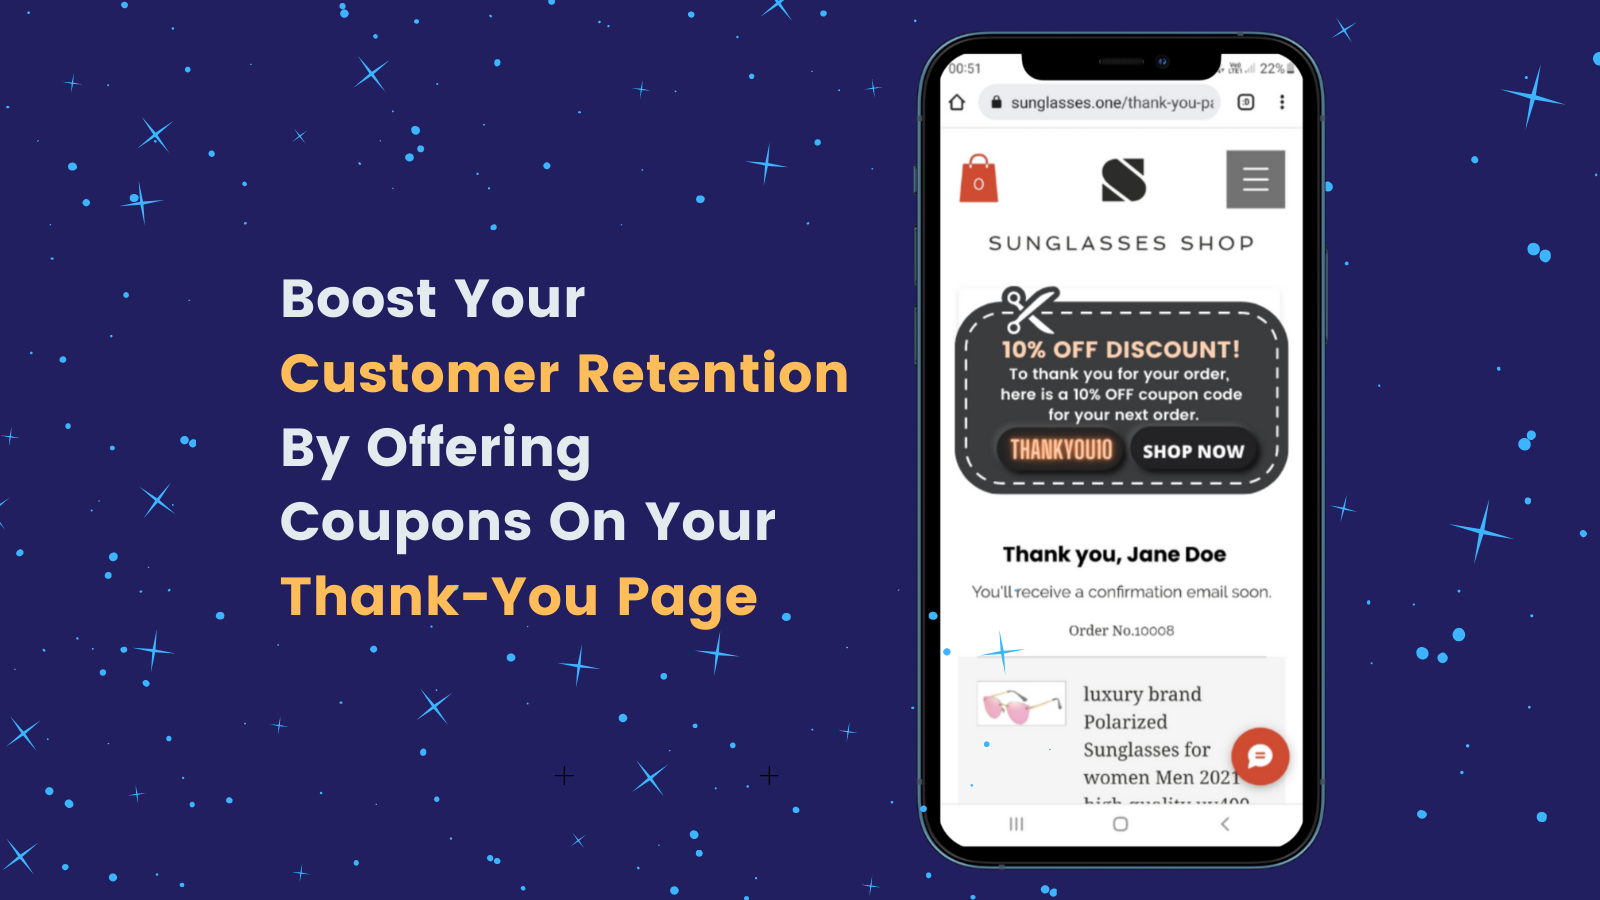 Boost Your
Customer Retention
By Offering
Coupons On Your
Thank-You Page
00:51
22%
sunglasses.one/thank-you-pa
:D
0
SUNGLASSES SHOP
10% OFF DISCOUNT!
To thank you for your order,
here is a 10% OFF coupon code
for your next order.
THANKYOU10 SHOP NOW
Thank you, Jane Doe
You'll receive a confirmation email soon.
Order No.10008
luxury brand
Polarized
Sunglasses for
women Men 2021
high quality uv400